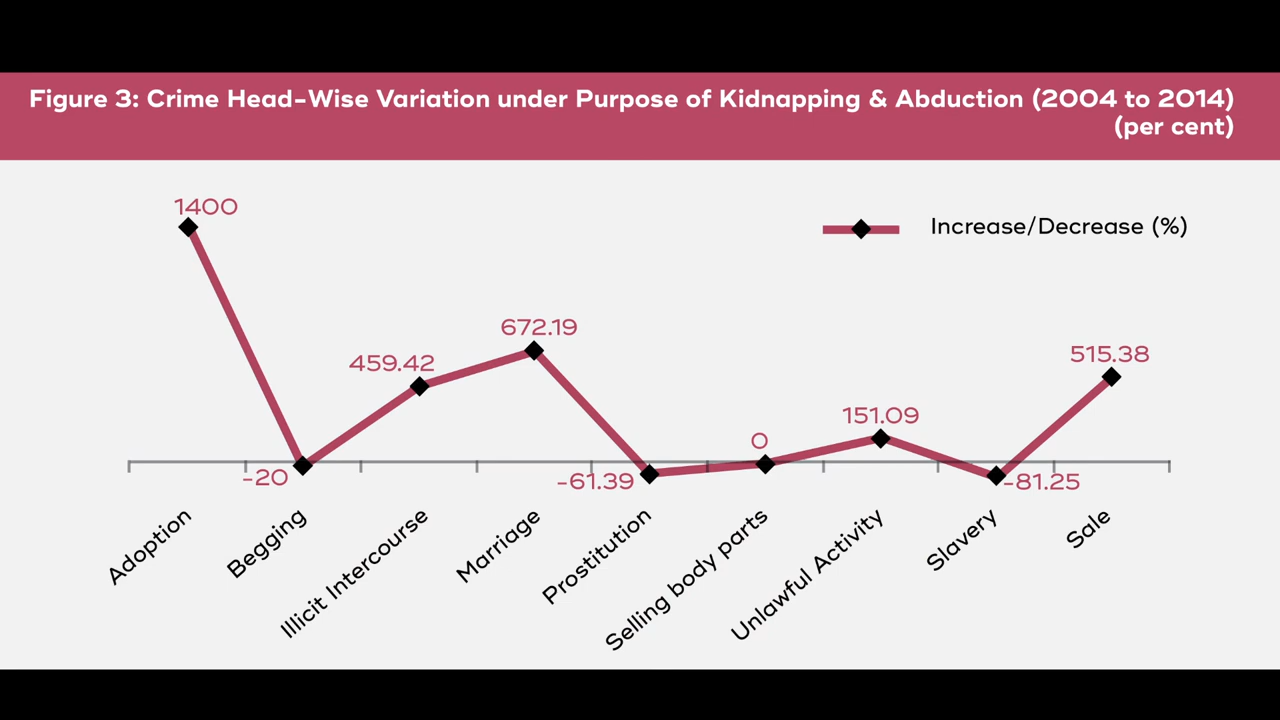 Figure 3: Crime Head-Wise Variation under Purpose of Kidnapping & Abduction (2004 to 2014)
(per cent)
1400
Increase/Decrease (%)
672.19
459.42
515.38
151.09
0
-20
-61.39
-81.25
Adoption
Begging
Illicit Intercourse
Marriage
Prostitution
Selling body parts
Unlawful Activity
Slavery
Sale